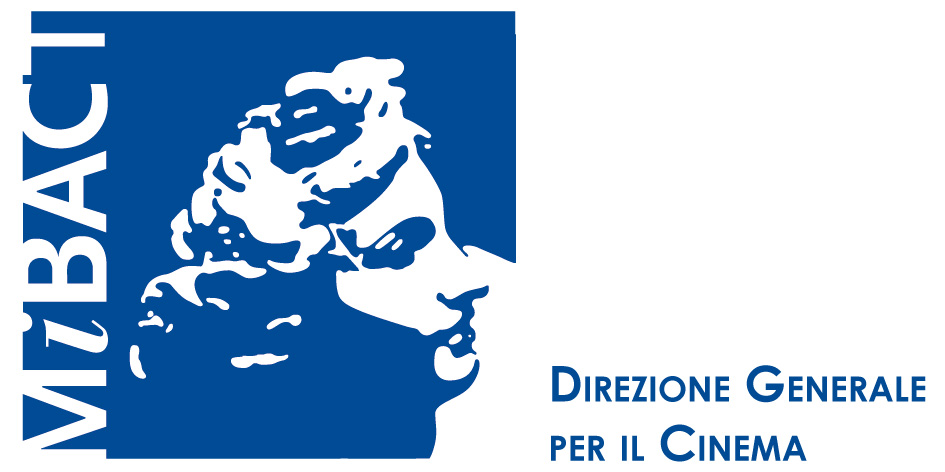 MiBACT
DIREZIONE GENERALE
PER IL CINEMA